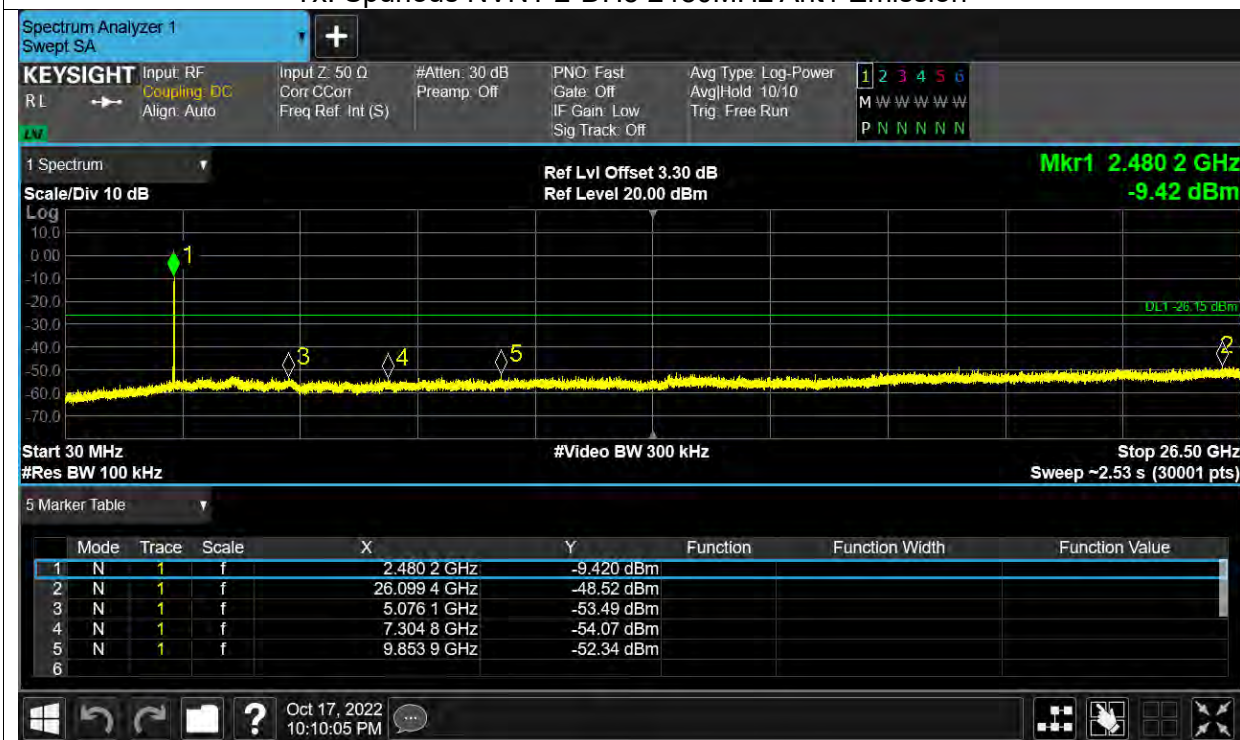 Tx. Spurious NVNT 2-DH5 2480MHz Ant1 Emission
Spectrum Analyzer 1
Swept SA
+
KEYSIGHT Input: RF Input Z: 50 Ω #Atten: 30 dB PNO: Fast Avg Type: Log-Power 1 2 3 4 5 6
RL Coupling: DC Corr CCorr Preamp: Off Gate: Off Avg|Hold: 10/10 M W W W W W
Align: Auto Freq Ref: Int (S) IF Gain: Low Trig: Free Run
Sig Track: Off P N N N N N
1 Spectrum Ref Lvl Offset 3.30 dB Mkr1 2.480 2 GHz
Scale/Div 10 dB Ref Level 20.00 dBm -9.42 dBm
Log
10.0
0.00 1
-10.0
-20.0
DL1 -26.15 dBm
-30.0
-40.0
3 4 5 2
-50.0
-60.0
-70.0
Start 30 MHz #Video BW 300 kHz Stop 26.50 GHz
#Res BW 100 kHz Sweep ~2.53 s (30001 pts)
5 Marker Table
Mode Trace Scale X Y Function Function Width Function Value
1 N 1 f 2.480 2 GHz -9.420 dBm
2 N 1 f 26.099 4 GHz -48.52 dBm
3 N 1 f 5.076 1 GHz -53.49 dBm
4 N 1 f 7.304 8 GHz -54.07 dBm
5 N 1 f 9.853 9 GHz -52.34 dBm
6
? Oct 17, 2022
10:10:05 PM